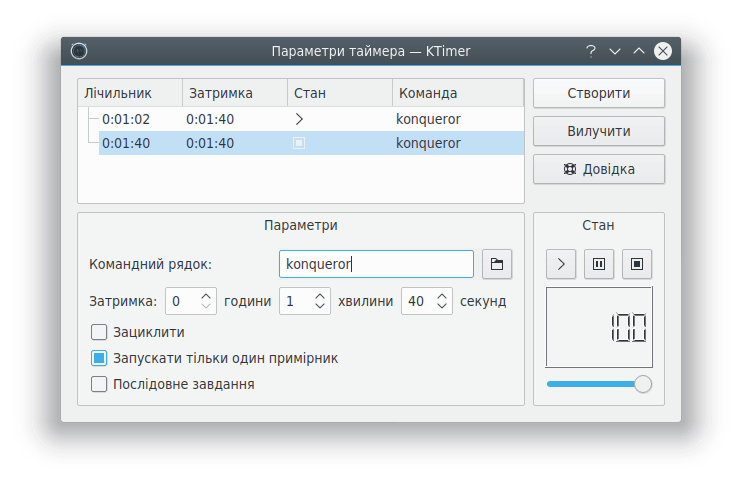 Параметри таймера — KTimer
Лічильник Затримка Стан Команда
0:01:02 0:01:40 konqueror
0:01:40 0:01:40 konqueror
Створити
Вилучити
Довідка
Параметри
Командний рядок: konqueror
Затримка: 0 години 1 хвилини 40 секунд
Зациклити
Запускати тільки один примірник
Послідовне завдання
Стан
100